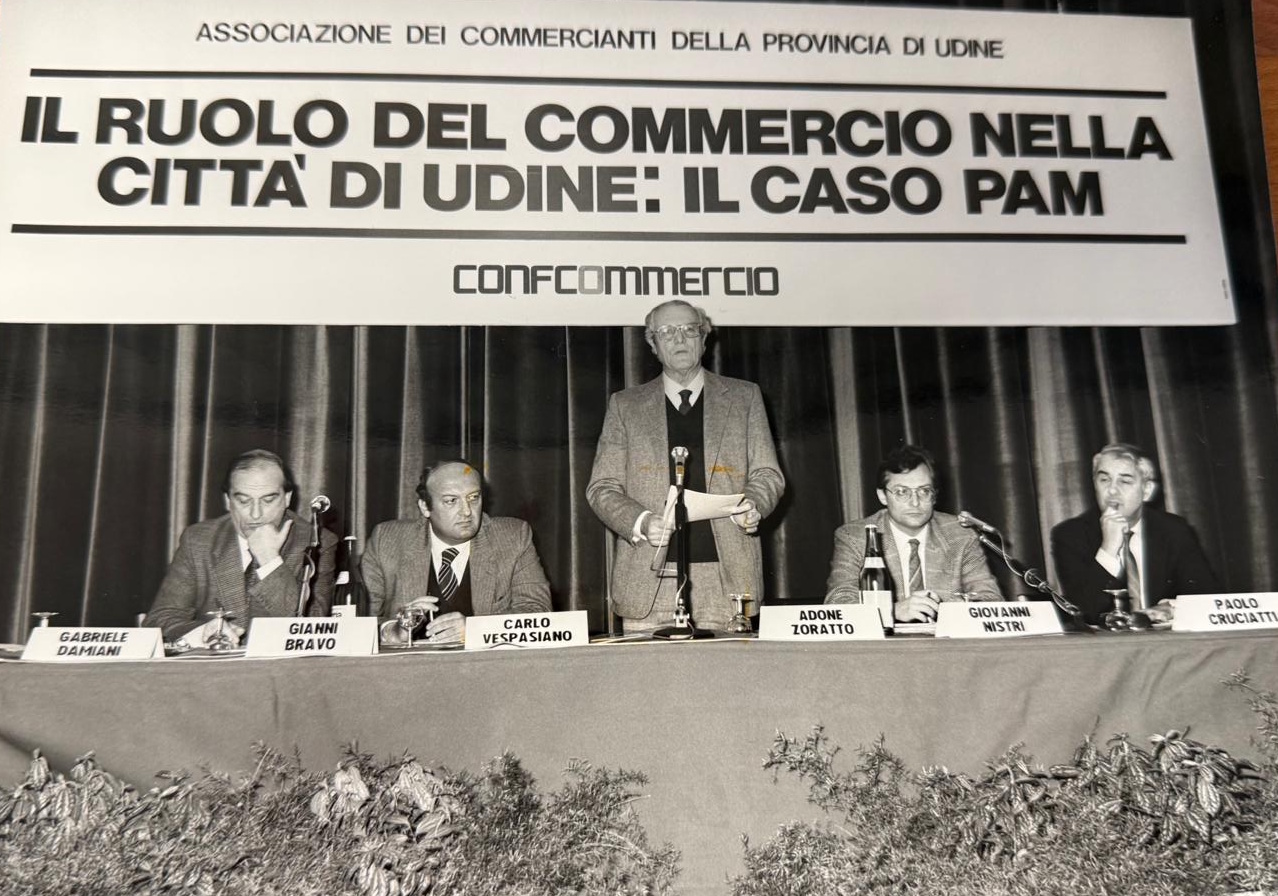 ASSOCIAZIONE DEI COMMERCIANTI DELLA PROVINCIA DI UDINE
IL RUOLO DEL COMMERCIO NELLA
CITTA' DI UDINE: IL CASO PAM
CONFCOMMERCIO
GABRIELE
DAMIANI
GIANNI
BRAVO
CARLO
VESPASIANO
ADONE
ZORATTO
GIOVANNI
NISTRI
PAOLO
CRUCIATTI